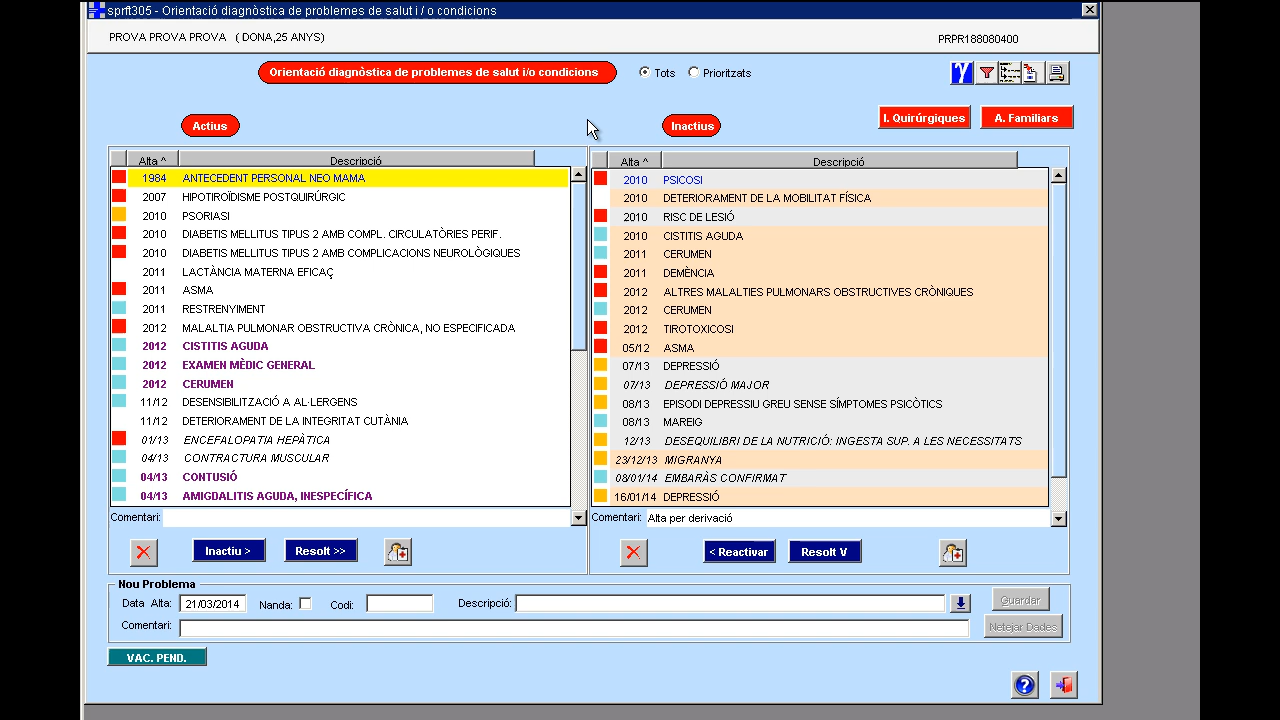 sprft305 - Orientació diagnòstica de problemes de salut i / o condicions
PROVA PROVA PROVA ( DONA,25 ANYS)
PRPR188080400
Orientació diagnòstica de problemes de salut i/o condicions
Tots
Prioritzats
Actius
Inactius
I. Quirúrgiques
A. Familiars
Alta ^ Descripció
1984 ANTECEDENT PERSONAL NEO MAMA
2007 HIPOTIROÏDISME POSTQUIRÚRGIC
2010 PSORIASI
2010 DIABETIS MELLITUS TIPUS 2 AMB COMPL. CIRCULATÒRIES PERIF.
2010 DIABETIS MELLITUS TIPUS 2 AMB COMPLICACIONS NEUROLÒGIQUES
2011 LACTÀNCIA MATERNA EFICAÇ
2011 ASMA
2011 RESTRENYIMENT
2012 MALALTIA PULMONAR OBSTRUCTIVA CRÒNICA, NO ESPECIFICADA
2012 CISTITIS AGUDA
2012 EXAMEN MÈDIC GENERAL
2012 CERUMEN
11/12 DESENSIBILITZACIÓ A AL·LERGENS
11/12 DETERIORAMENT DE LA INTEGRITAT CUTÀNIA
01/13 ENCEFALOPATIA HEPÀTICA
04/13 CONTRACTURA MUSCULAR
04/13 CONTUSIÓ
04/13 AMIGDALITIS AGUDA, INESPECÍFICA
Comentari:
Inactiu >
Resolt >>
Alta ^ Descripció
2010 PSICOSI
2010 DETERIORAMENT DE LA MOBILITAT FÍSICA
2010 RISC DE LESIÓ
2010 CISTITIS AGUDA
2011 CERUMEN
2011 DEMÈNCIA
2012 ALTRES MALALTIES PULMONARS OBSTRUCTIVES CRÒNIQUES
2012 CERUMEN
2012 TIROTOXICOSI
05/12 ASMA
07/13 DEPRESSIÓ
07/13 DEPRESSIÓ MAJOR
08/13 EPISODI DEPRESSIU GREU SENSE SÍMPTOMES PSICÒTICS
08/13 MAREIG
12/13 DESEQUILIBRI DE LA NUTRICIÓ: INGESTA SUP. A LES NECESSITATS
23/12/13 MIGRANYA
08/01/14 EMBARÀS CONFIRMAT
16/01/14 DEPRESSIÓ
Comentari: Alta per derivació
< Reactivar
Resolt V
Nou Problema
Data Alta: 21/03/2014 Nanda: Codi: Descripció:
Guardar
Comentari:
Netejar Dades
VAC. PEND.